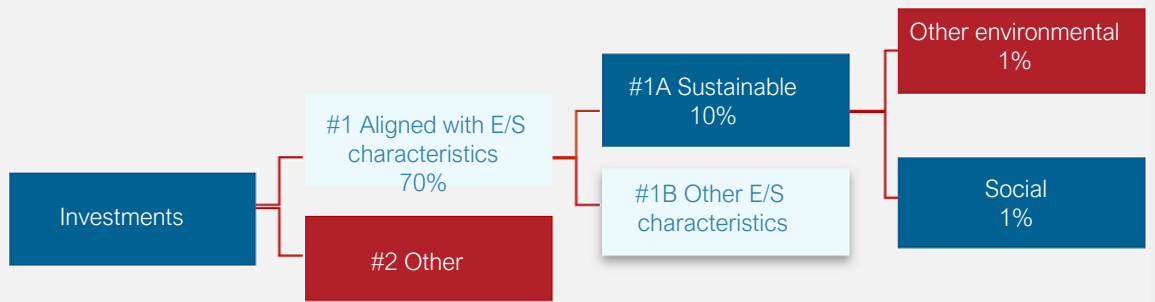 Investments
#1 Aligned with E/S
characteristics
70%
#2 Other
#1A Sustainable
10%
#1B Other E/S
characteristics
Other environmental
1%
Social
1%